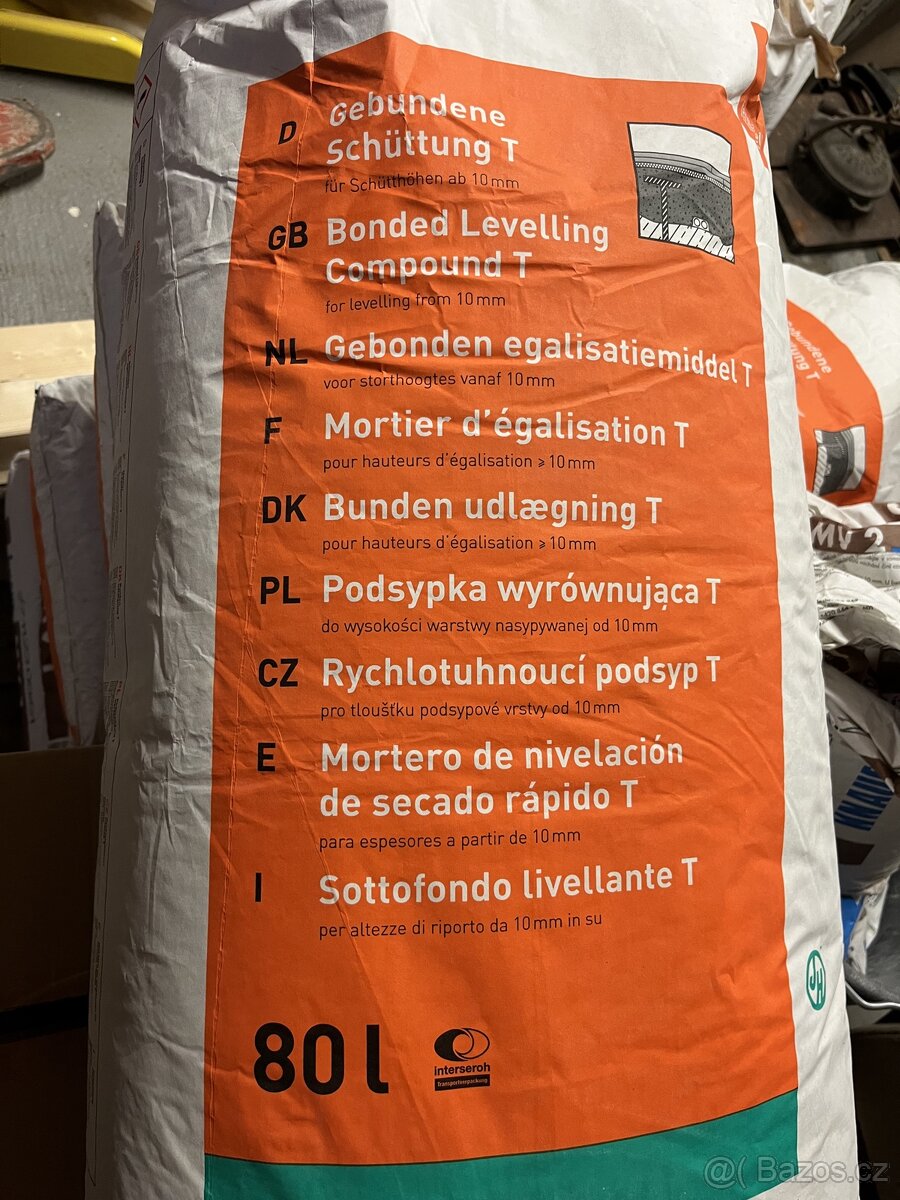 D Gebundene
Schüttung T
für Schütthöhen ab 10 mm
GB Bonded Levelling
Compound T
for levelling from 10 mm
NL Gebonden egalisatiemiddel T
voor storthoogtes vanaf 10 mm
F Mortier d'égalisation T
pour hauteurs d'égalisation ≥ 10 mm
DK Bunden udlægning T
pour hauteurs d'égalisation ≥ 10 mm
PL Podsypka wyrównująca T
do wysokości warstwy nasypywanej od 10 mm
CZ Rychlotuhnoucí podsyp T
pro tloušťku podsypové vrstvy od 10 mm
E Mortero de nivelación
de secado rápido T
para espesores a partir de 10 mm
I Sottofondo livellante T
per altezze di riporto da 10 mm in su
80 l
interseroh
Transportverpackung
JH
MV 2
@( Bazos.cz